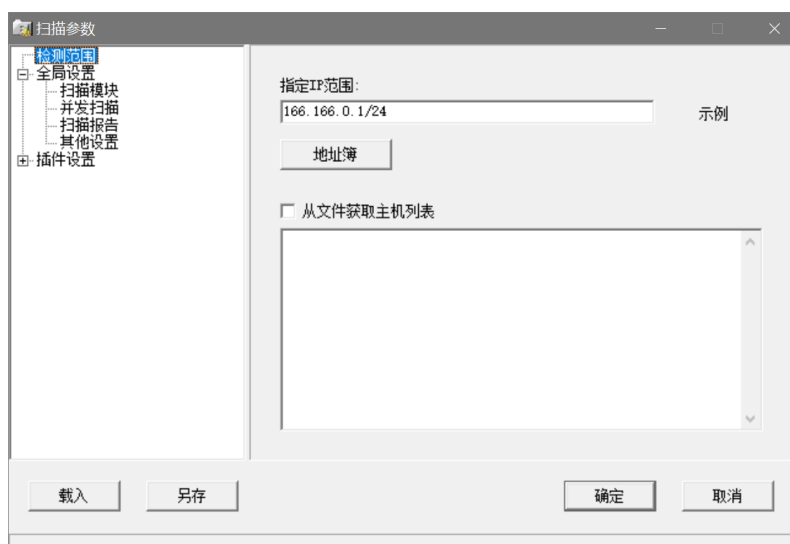 扫描参数
检测范围
全局设置
扫描模块
并发扫描
扫描报告
其他设置
插件设置
指定IP范围:
166.166.0.1/24
示例
地址簿
从文件获取主机列表
载入
另存
确定
取消